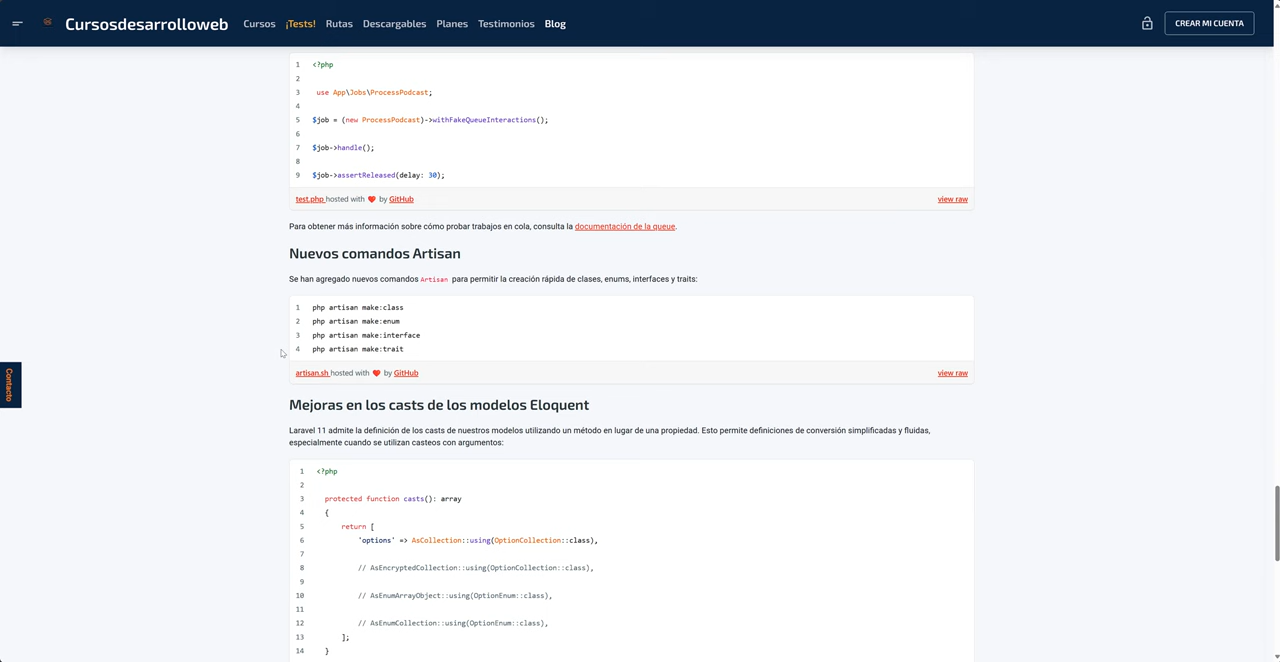 Cursosdesarrolloweb Cursos ¡Tests! Rutas Descargables Planes Testimonios Blog CREAR MI CUENTA
1 <?php
2
3 use App\Jobs\ProcessPodcast;
4
5 $job = (new ProcessPodcast)->withFakeQueueInteractions();
6
7 $job->handle();
8
9 $job->assertReleased(delay: 30);
test.php hosted with ❤ by GitHub view raw
Para obtener más información sobre cómo probar trabajos en cola, consulta la documentación de la queue.
Nuevos comandos Artisan
Se han agregado nuevos comandos Artisan para permitir la creación rápida de clases, enums, interfaces y traits:
1 php artisan make:class
2 php artisan make:enum
3 php artisan make:interface
4 php artisan make:trait
Contacto
artisan.sh hosted with ❤ by GitHub view raw
Mejoras en los casts de los modelos Eloquent
Laravel 11 admite la definición de los casts de nuestros modelos utilizando un método en lugar de una propiedad. Esto permite definiciones de conversión simplificadas y fluidas,
especialmente cuando se utilizan casteos con argumentos:
1 <?php
2
3 protected function casts(): array
4 {
5 return [
6 'options' => AsCollection::using(OptionCollection::class),
7
8 // AsEncryptedCollection::using(OptionCollection::class),
9
10 // AsEnumArrayObject::using(OptionEnum::class),
11
12 // AsEnumCollection::using(OptionEnum::class),
13 ];
14 }